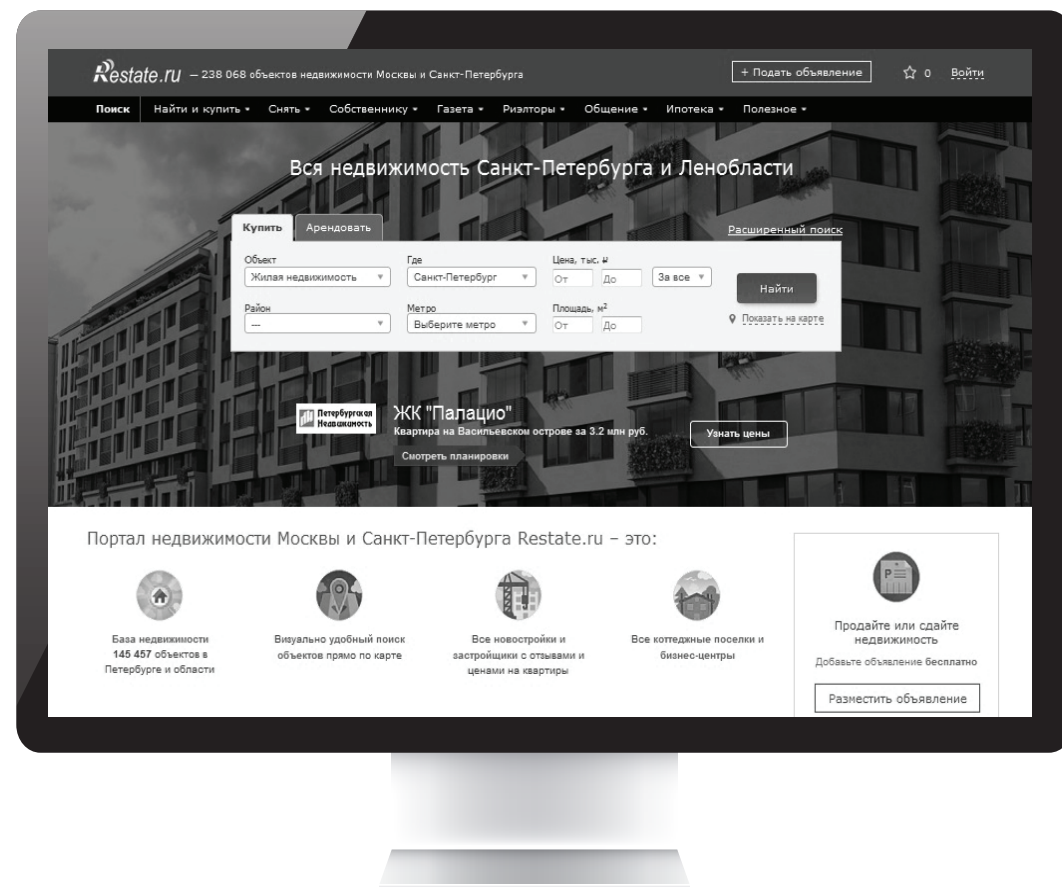 Restate.ru – 238 068 объектов недвижимости Москвы и Санкт-Петербурга + Подать объявление 0 Войти
Поиск Найти и купить Снять Собственнику Газета Риэлторы Общение Ипотека Полезное
Вся недвижимость Санкт-Петербурга и Ленобласти
Купить Арендовать Расширенный поиск
Объект Где Цена, тыс. ₽
Жилая недвижимость Санкт-Петербург От До За все Найти
Район Метро Площадь, м²
— Выберите метро От До Показать на карте
Петербургская
Недвижимость
ЖК "Палацио"
Квартира на Васильевском острове за 3.2 млн руб.
Смотреть планировки
Узнать цены
Портал недвижимости Москвы и Санкт-Петербурга Restate.ru – это:
База недвижимости
145 457 объектов в
Петербурге и области
Визуально удобный поиск
объектов прямо по карте
Все новостройки и
застройщики с отзывами и
ценами на квартиры
Все коттеджные поселки и
бизнес-центры
Р
Продайте или сдайте
недвижимость
Добавьте объявление бесплатно
Разместить объявление